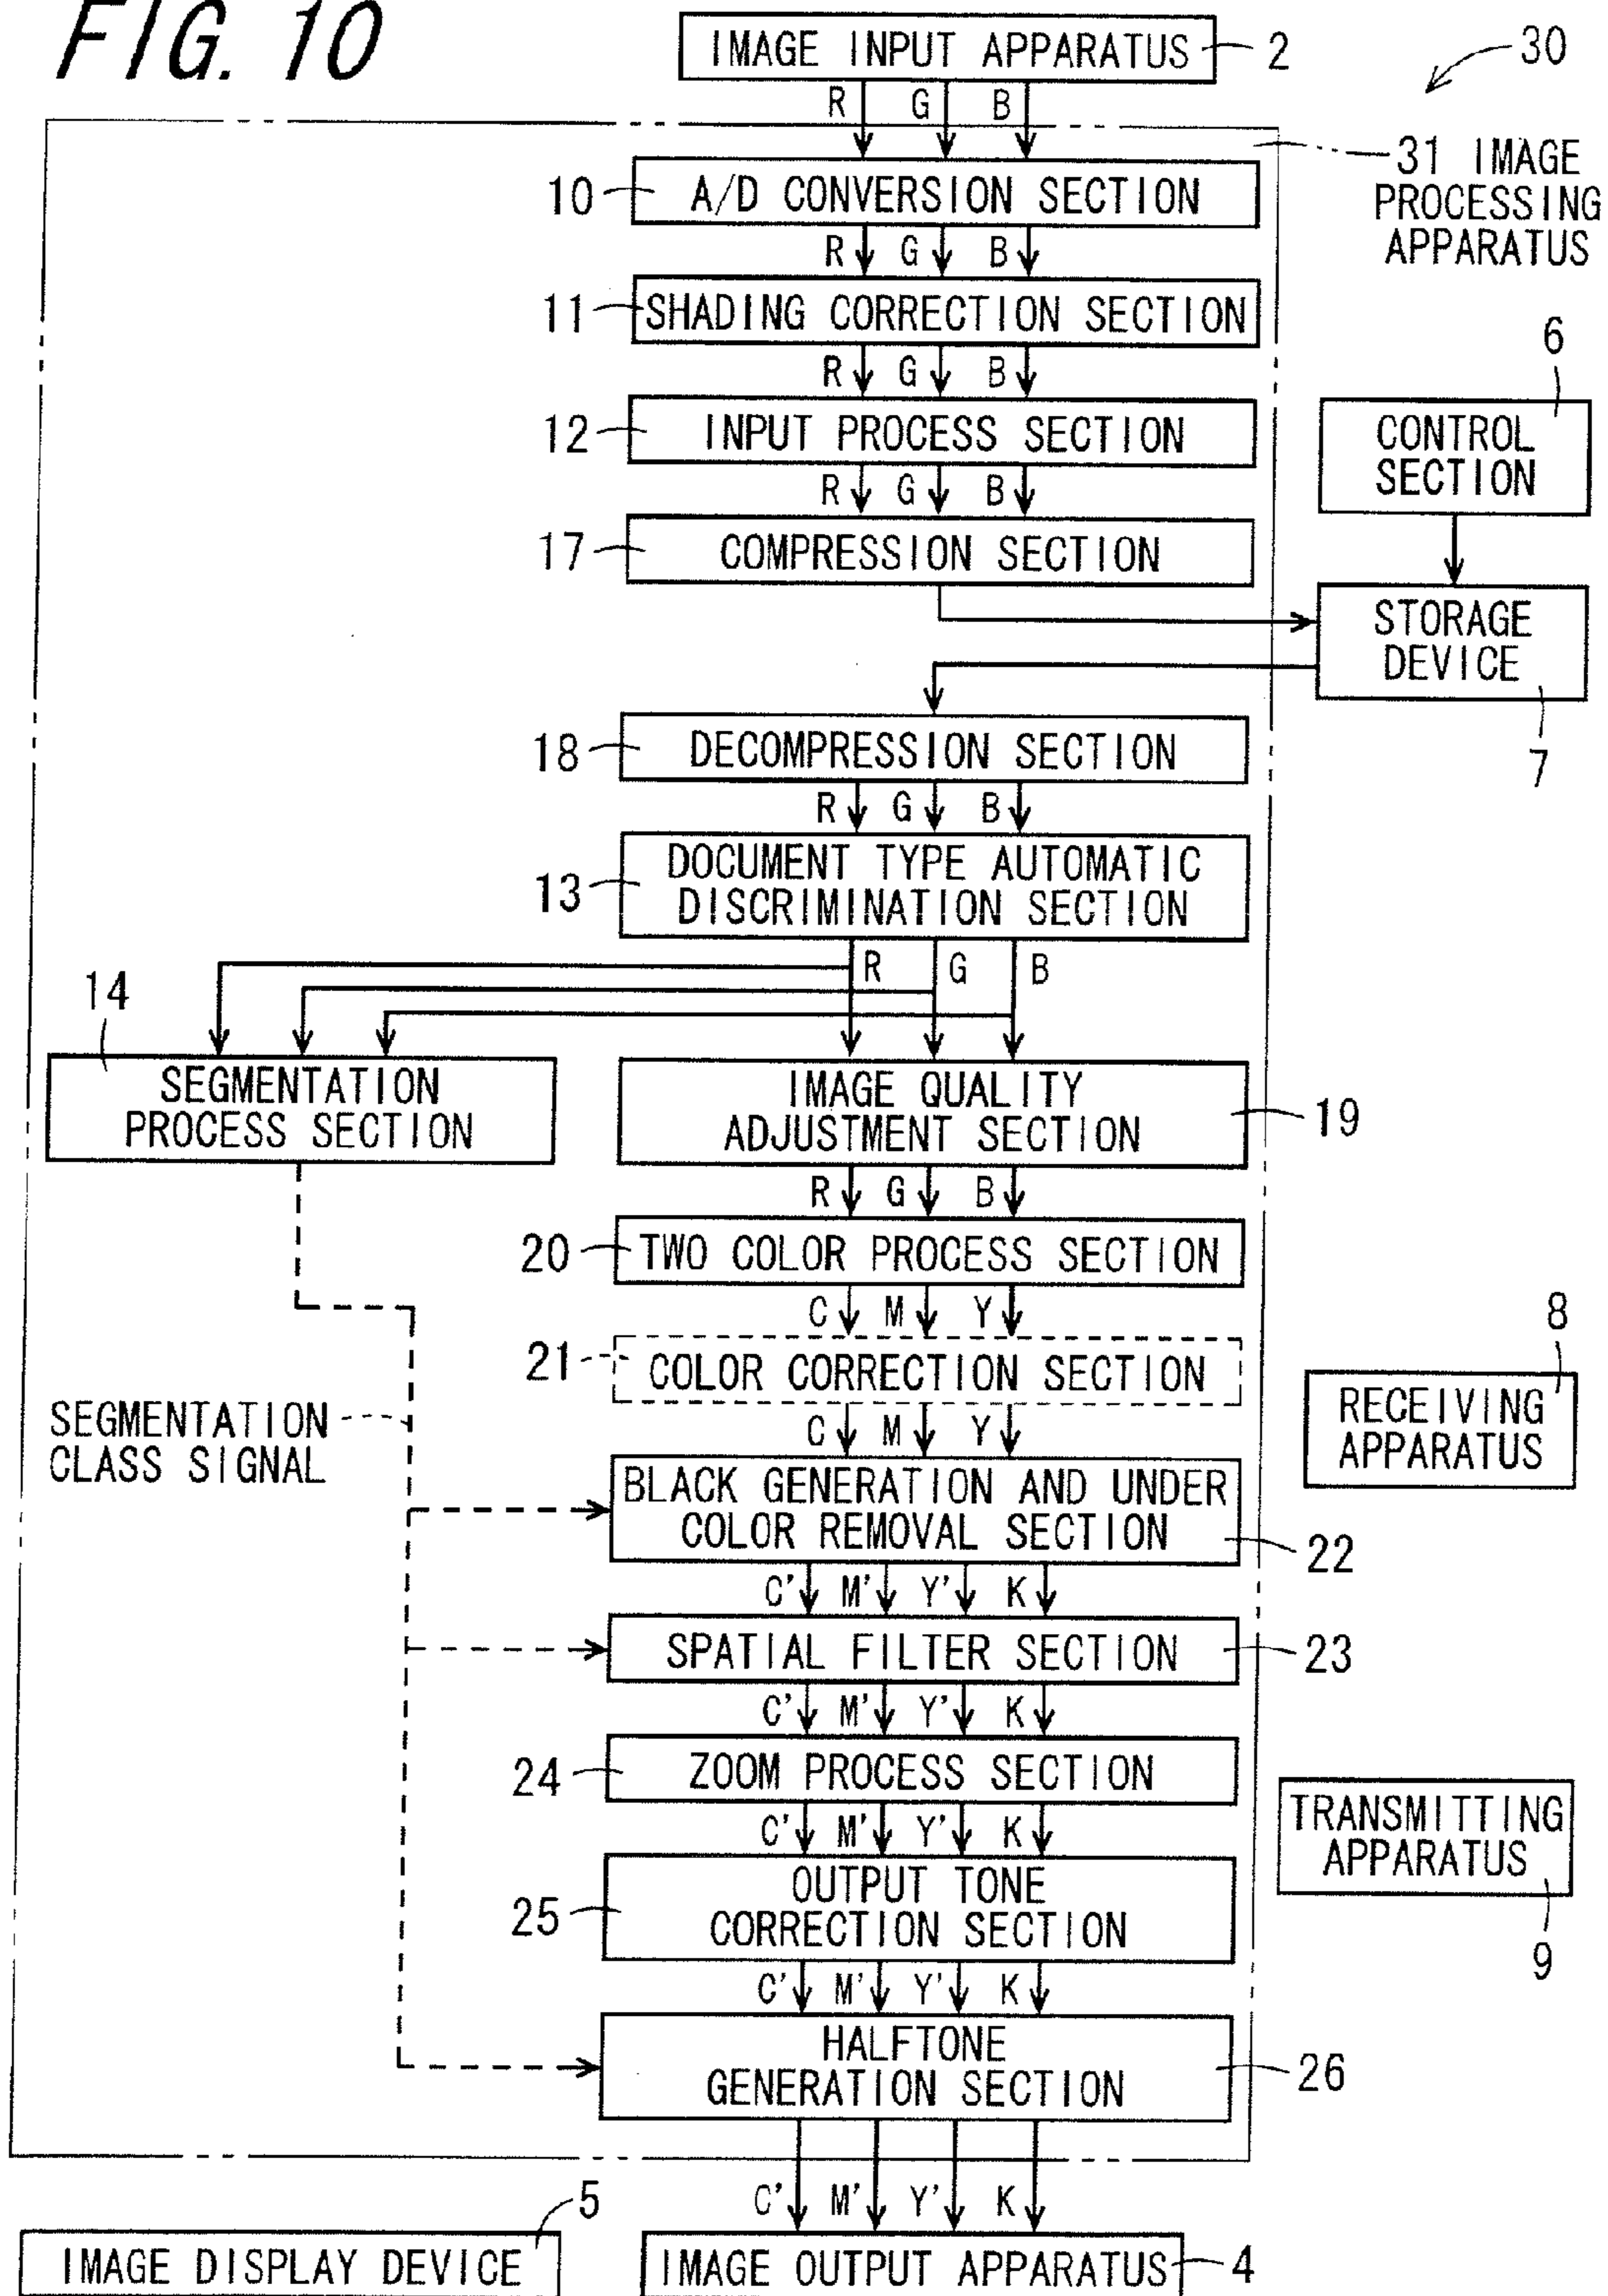 FIG. 10
IMAGE INPUT APPARATUS 2
30
R G B
31 IMAGE
PROCESSING
APPARATUS
10 A/D CONVERSION SECTION
R G B
11 SHADING CORRECTION SECTION
R G B
6
12 INPUT PROCESS SECTION
CONTROL
SECTION
R G B
17 COMPRESSION SECTION
STORAGE
DEVICE
7
18 DECOMPRESSION SECTION
R G B
13 DOCUMENT TYPE AUTOMATIC
DISCRIMINATION SECTION
R G B
14
SEGMENTATION
PROCESS SECTION
IMAGE QUALITY
ADJUSTMENT SECTION
19
R G B
20 TWO COLOR PROCESS SECTION
C M Y
21 COLOR CORRECTION SECTION
8
RECEIVING
APPARATUS
SEGMENTATION
CLASS SIGNAL
C M Y
BLACK GENERATION AND UNDER
COLOR REMOVAL SECTION
22
C' M' Y' K
SPATIAL FILTER SECTION 23
C' M' Y' K
24 ZOOM PROCESS SECTION
TRANSMITTING
APPARATUS
9
C' M' Y' K
25 OUTPUT TONE
CORRECTION SECTION
C' M' Y' K
HALFTONE
GENERATION SECTION
26
C' M' Y' K
5
IMAGE DISPLAY DEVICE
IMAGE OUTPUT APPARATUS 4